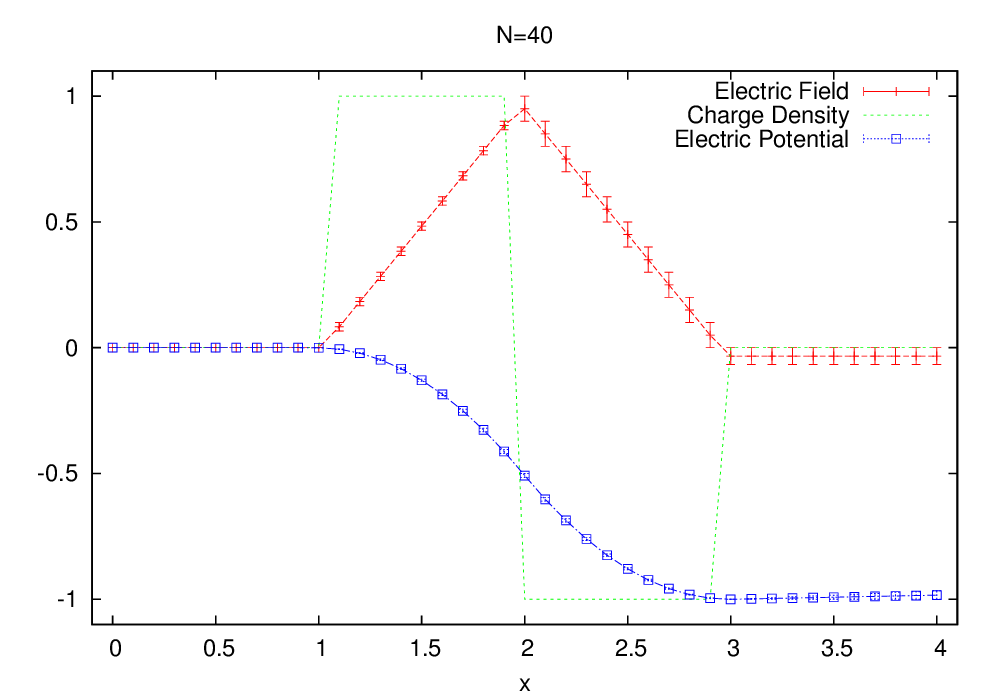 N=40
Electric Field
Charge Density
Electric Potential
1
0.5
0
-0.5
-1
0 0.5 1 1.5 2 2.5 3 3.5 4
x